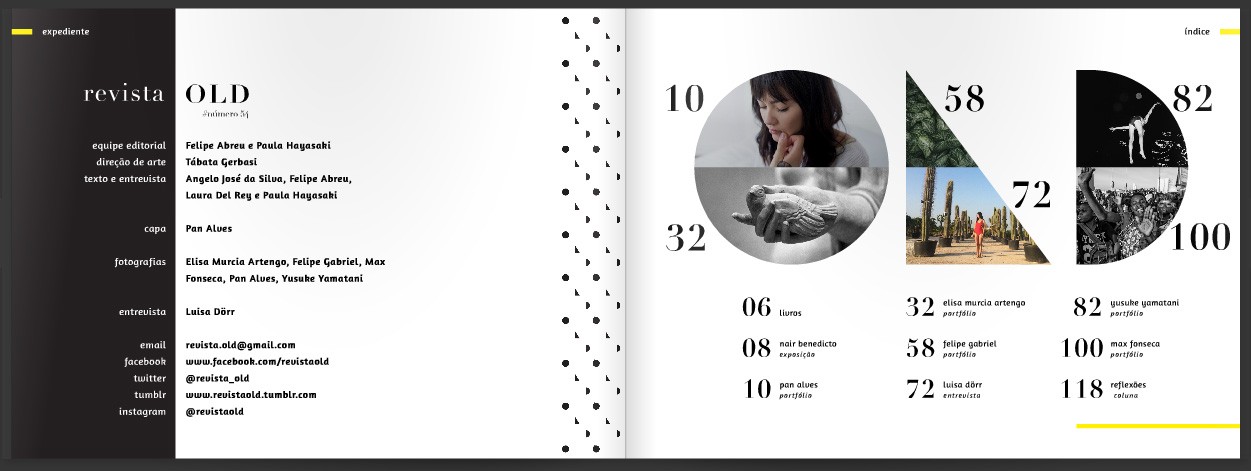 expediente
revista OLD
#número 54
equipe editorial Felipe Abreu e Paula Hayasaki
direção de arte Tábata Gerbasi
texto e entrevista Angelo José da Silva, Felipe Abreu,
Laura Del Rey e Paula Hayasaki
capa Pan Alves
fotografias Elisa Murcia Artengo, Felipe Gabriel, Max
Fonseca, Pan Alves, Yusuke Yamatani
entrevista Luisa Dörr
email revista.old@gmail.com
facebook www.facebook.com/revistaold
twitter @revista_old
tumblr www.revistaold.tumblr.com
instagram @revistaold
índice
10
58
82
72
32
100
06 livros
08 nair benedicto
exposição
10 pan alves
portfólio
32 elisa murcia artengo
portfólio
58 felipe gabriel
portfólio
72 luisa dörr
entrevista
82 yusuke yamatani
portfólio
100 max fonseca
portfólio
118 reflexões
coluna